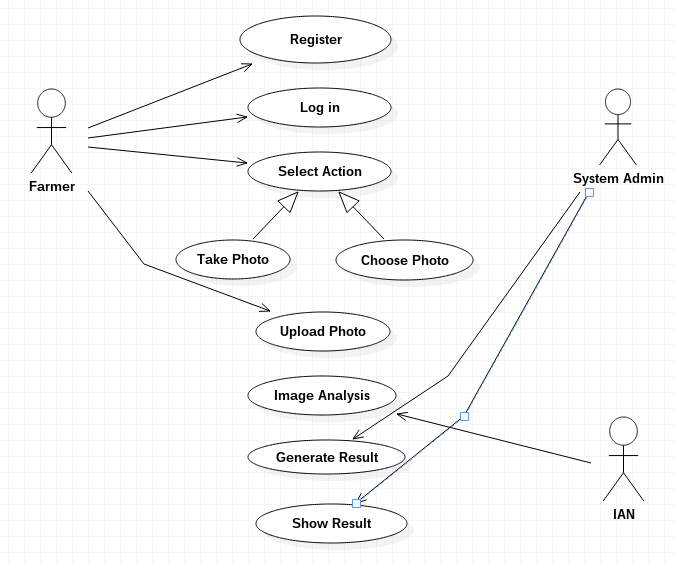 Register
Log in
Select Action
Farmer
System Admin
Take Photo
Choose Photo
Upload Photo
Image Analysis
Generate Result
IAN
Show Result